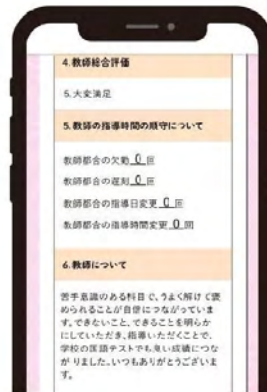 4.教師総合評価
5.大変満足
5.教師の指導時間の順守について
教師都合の欠勤 0 回
教師都合の遅刻 0 回
教師都合の指導日変更 0 回
教師都合の指導時間変更 0 回
6.教師について
苦手意識のある科目で、うまく解けて褒
められることが自信につながっていま
す。できないこと、できることを明らか
にしていただき、指導いただくことで、
学校の国語テストでも良い成績につな
がりました。いつもありがとうございま
す。